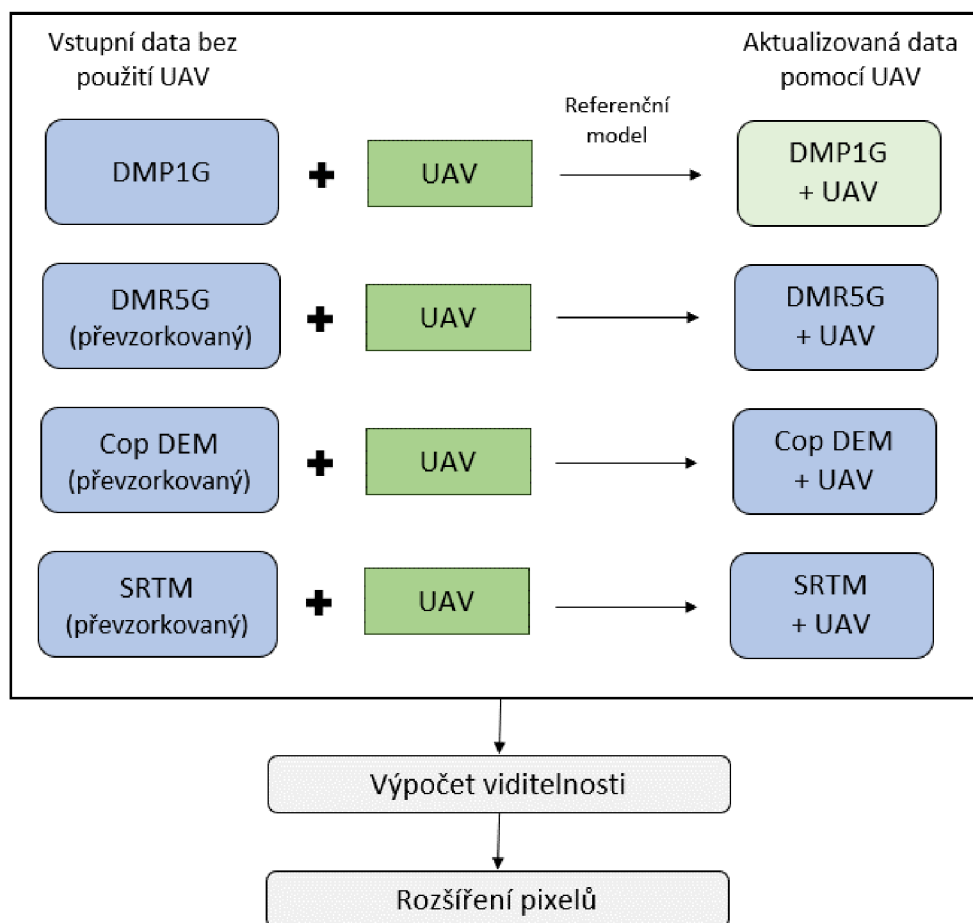 Vstupní data bez
použití UAV
Aktualizovaná data
pomocí UAV
Referenční
model
DMP1G
UAV
DMP1G
+ UAV
DMR5G
(převzorkovaný)
UAV
DMR5G
+ UAV
Cop DEM
(převzorkovaný)
UAV
Cop DEM
+ UAV
SRTM
(převzorkovaný)
UAV
SRTM
+ UAV
Výpočet viditelnosti
Rozšíření pixelů